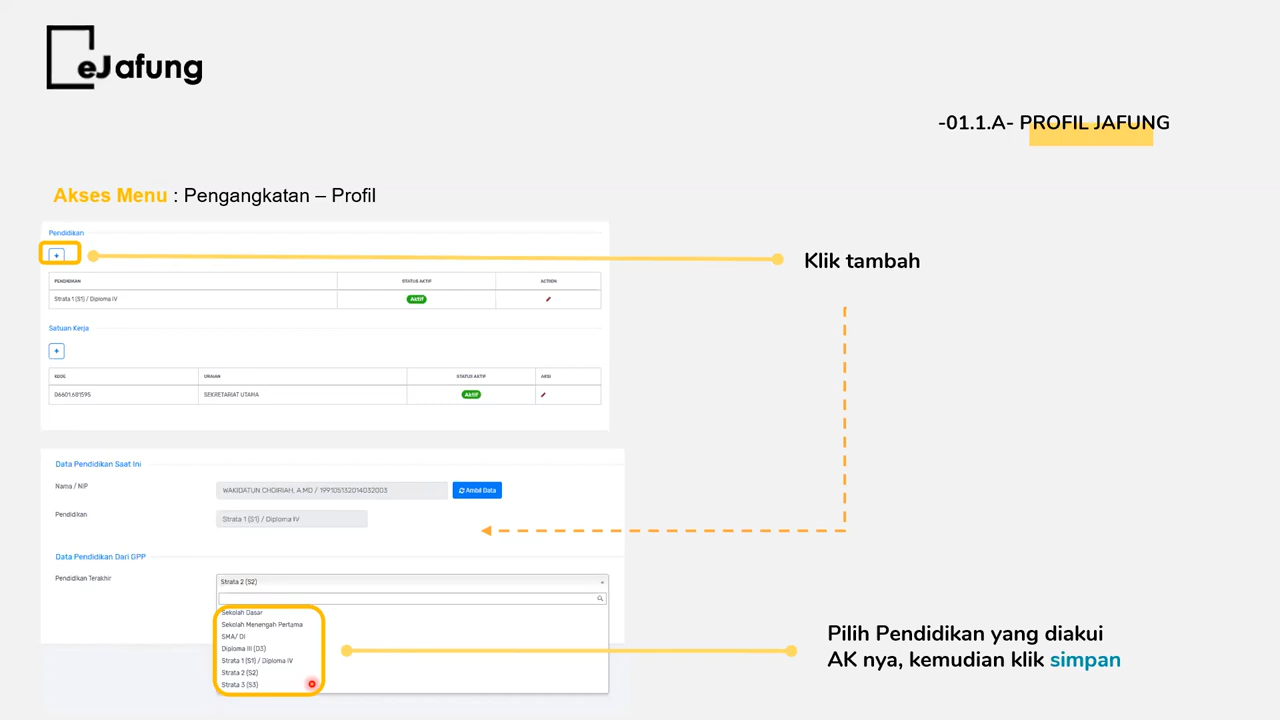 eJafung
-01.1.A- PROFIL JAFUNG
Akses Menu : Pengangkatan – Profil
Pendidikan
+
Klik tambah
PENDIDIKAN STATUS AKTIF ACTION
Strata 1 (S1) / Diploma IV Aktif
Satuan Kerja
+
KODE URAIAN STATUS AKTIF AKSI
06601.681595 SEKRETARIAT UTAMA Aktif
Data Pendidikan Saat Ini
Nama / NIP WAKIDATUN CHOIRIAH, A.MD / 199105132014032003 Ambil Data
Pendidikan Strata 1 (S1) / Diploma IV
Data Pendidikan Dari GPP
Pendidikan Terakhir Strata 2 (S2)
Sekolah Dasar
Sekolah Menengah Pertama
SMA/ DI
Diploma III (D3)
Strata 1 (S1) / Diploma IV
Strata 2 (S2)
Strata 3 (S3)
Pilih Pendidikan yang diakui
AK nya, kemudian klik simpan